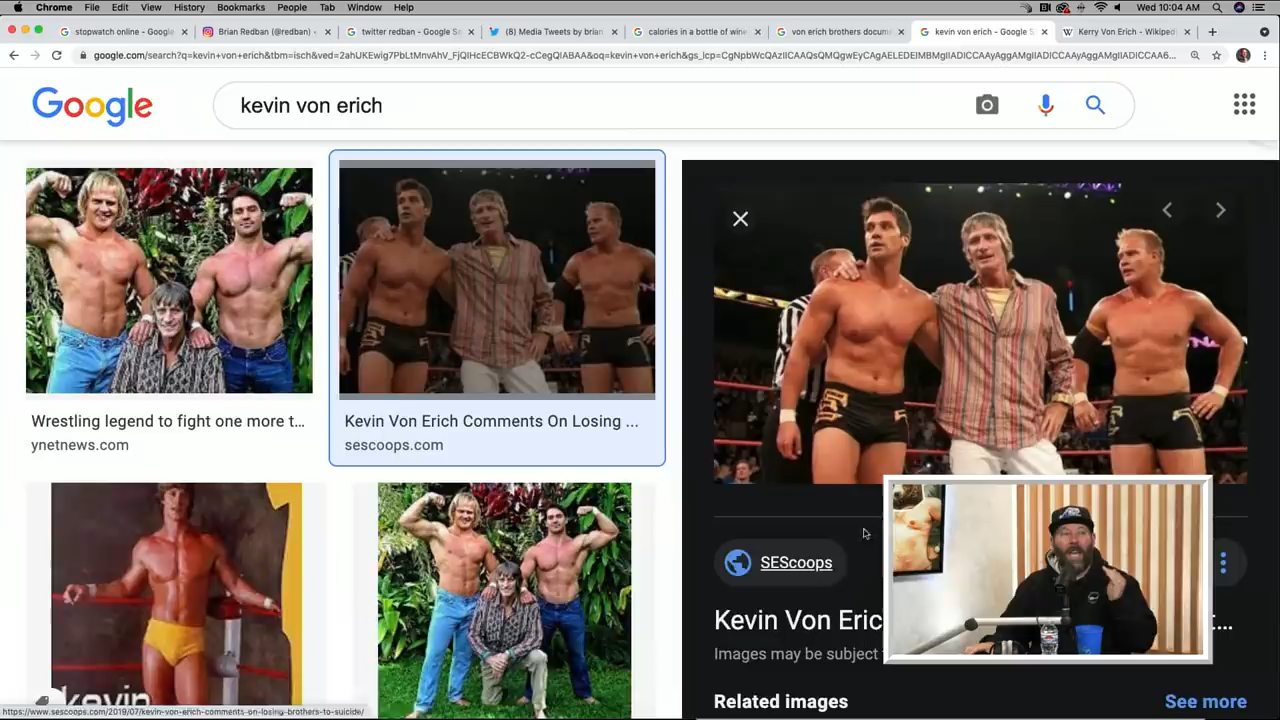 Chrome File Edit View History Bookmarks People Tab Window Help Wed 10:04 AM
stopwatch online - Google Brian Redban (@redban) - twitter redban - Google Se (8) Media Tweets by brian calories in a bottle of wine von erich brothers docum kevin von erich - Google S Kerry Von Erich - Wikiped
Google
kevin von erich
Wrestling legend to fight one more t...
ynetnews.com
Kevin Von Erich Comments On Losing ...
sescoops.com
SEScoops
Kevin Von Eric
t...
Images may be subject
kevin
Related images
See more
https://www.sescoops.com/2019/07/kevin-von-erich-comments-on-losing-brothers-to-suicide/